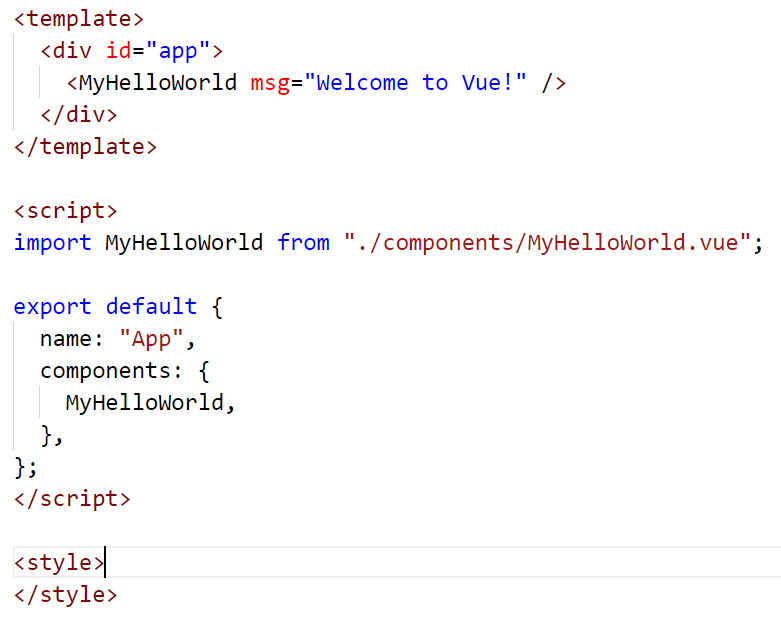 <template>
<div id="app">
<MyHelloWorld msg="Welcome to Vue!" />
</div>
</template>
<script>
import MyHelloWorld from "./components/MyHelloWorld.vue";
export default {
name: "App",
components: {
MyHelloWorld,
},
};
</script>
<style>
</style>